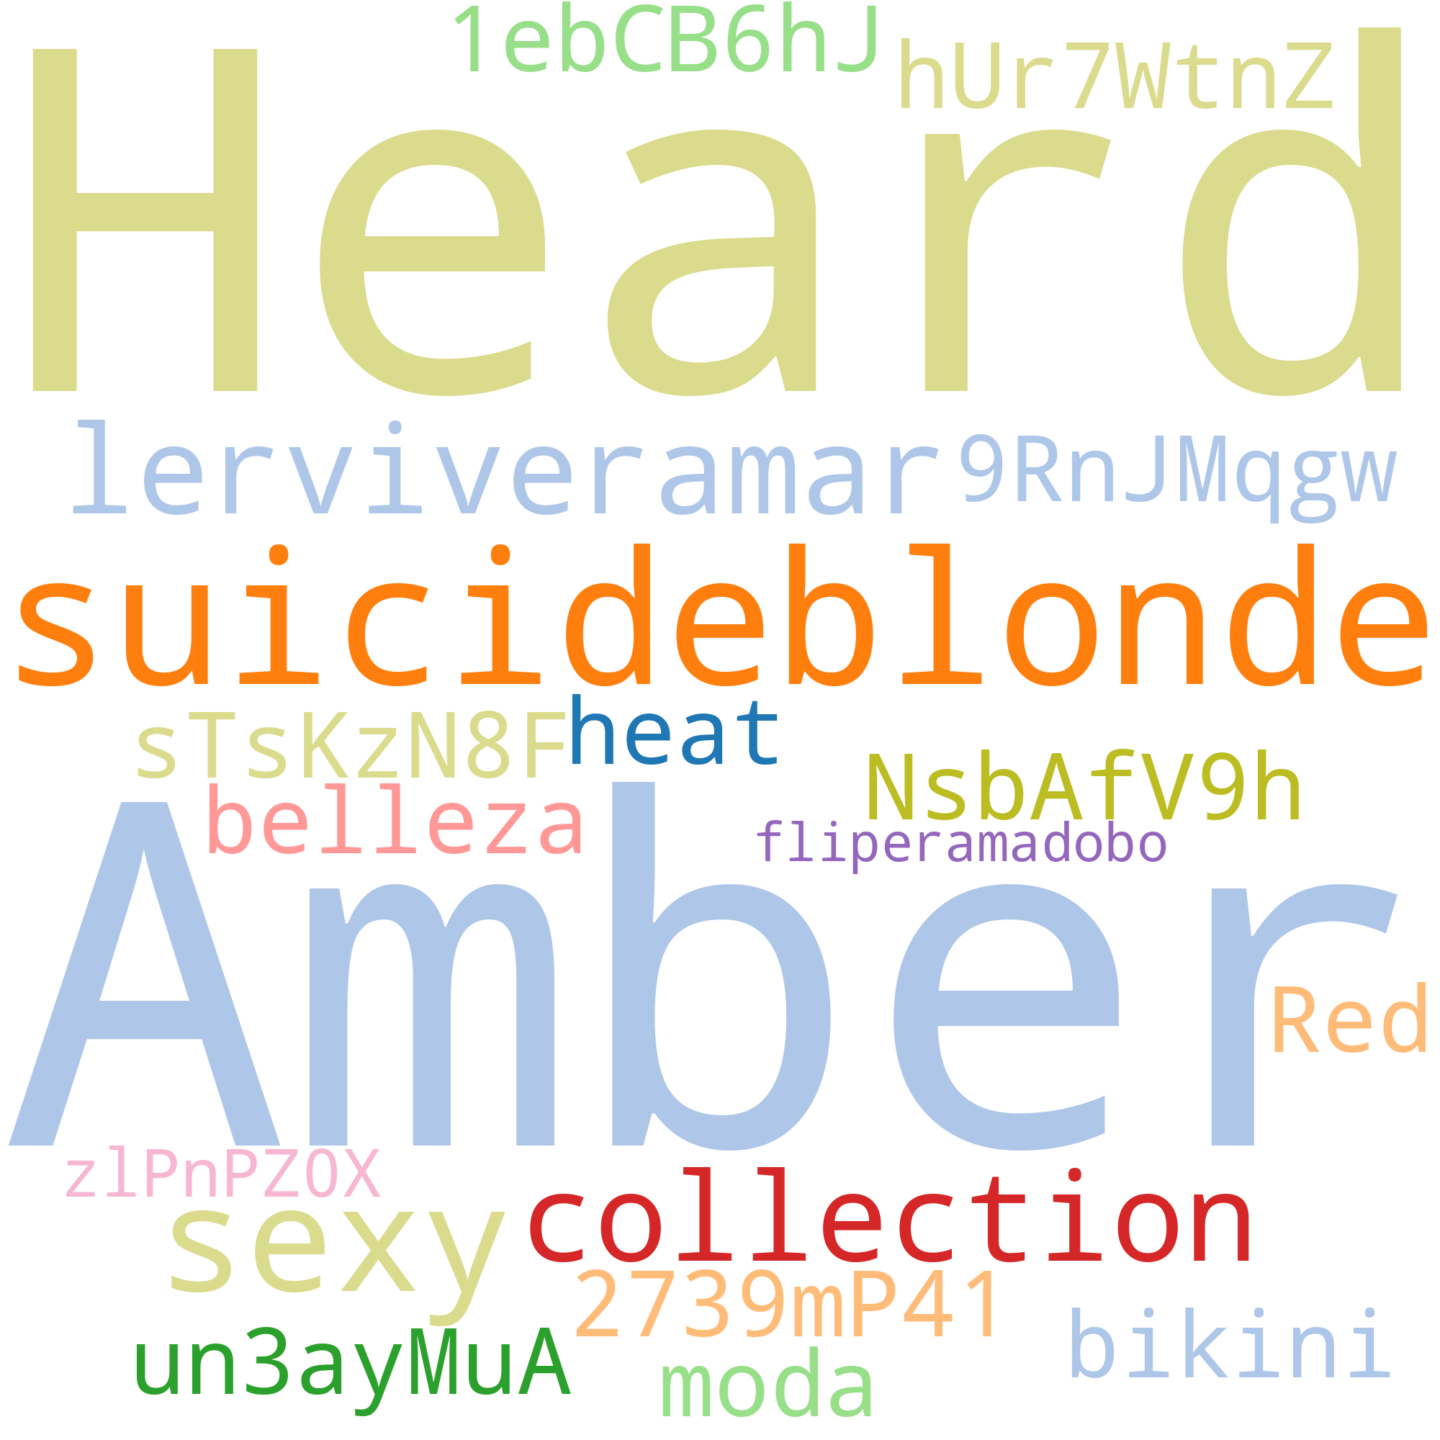 1ebCB6hJ
hUr7WtnZ
Heard
lerviveramar
9RnJMqgw
suicideblonde
sTsKzN8F
heat
NsbAfV9h
belleza
fliperamadobo
Amber
Red
zlPnPZOX
sexy
collection
2739mP41
bikini
un3ayMuA
moda